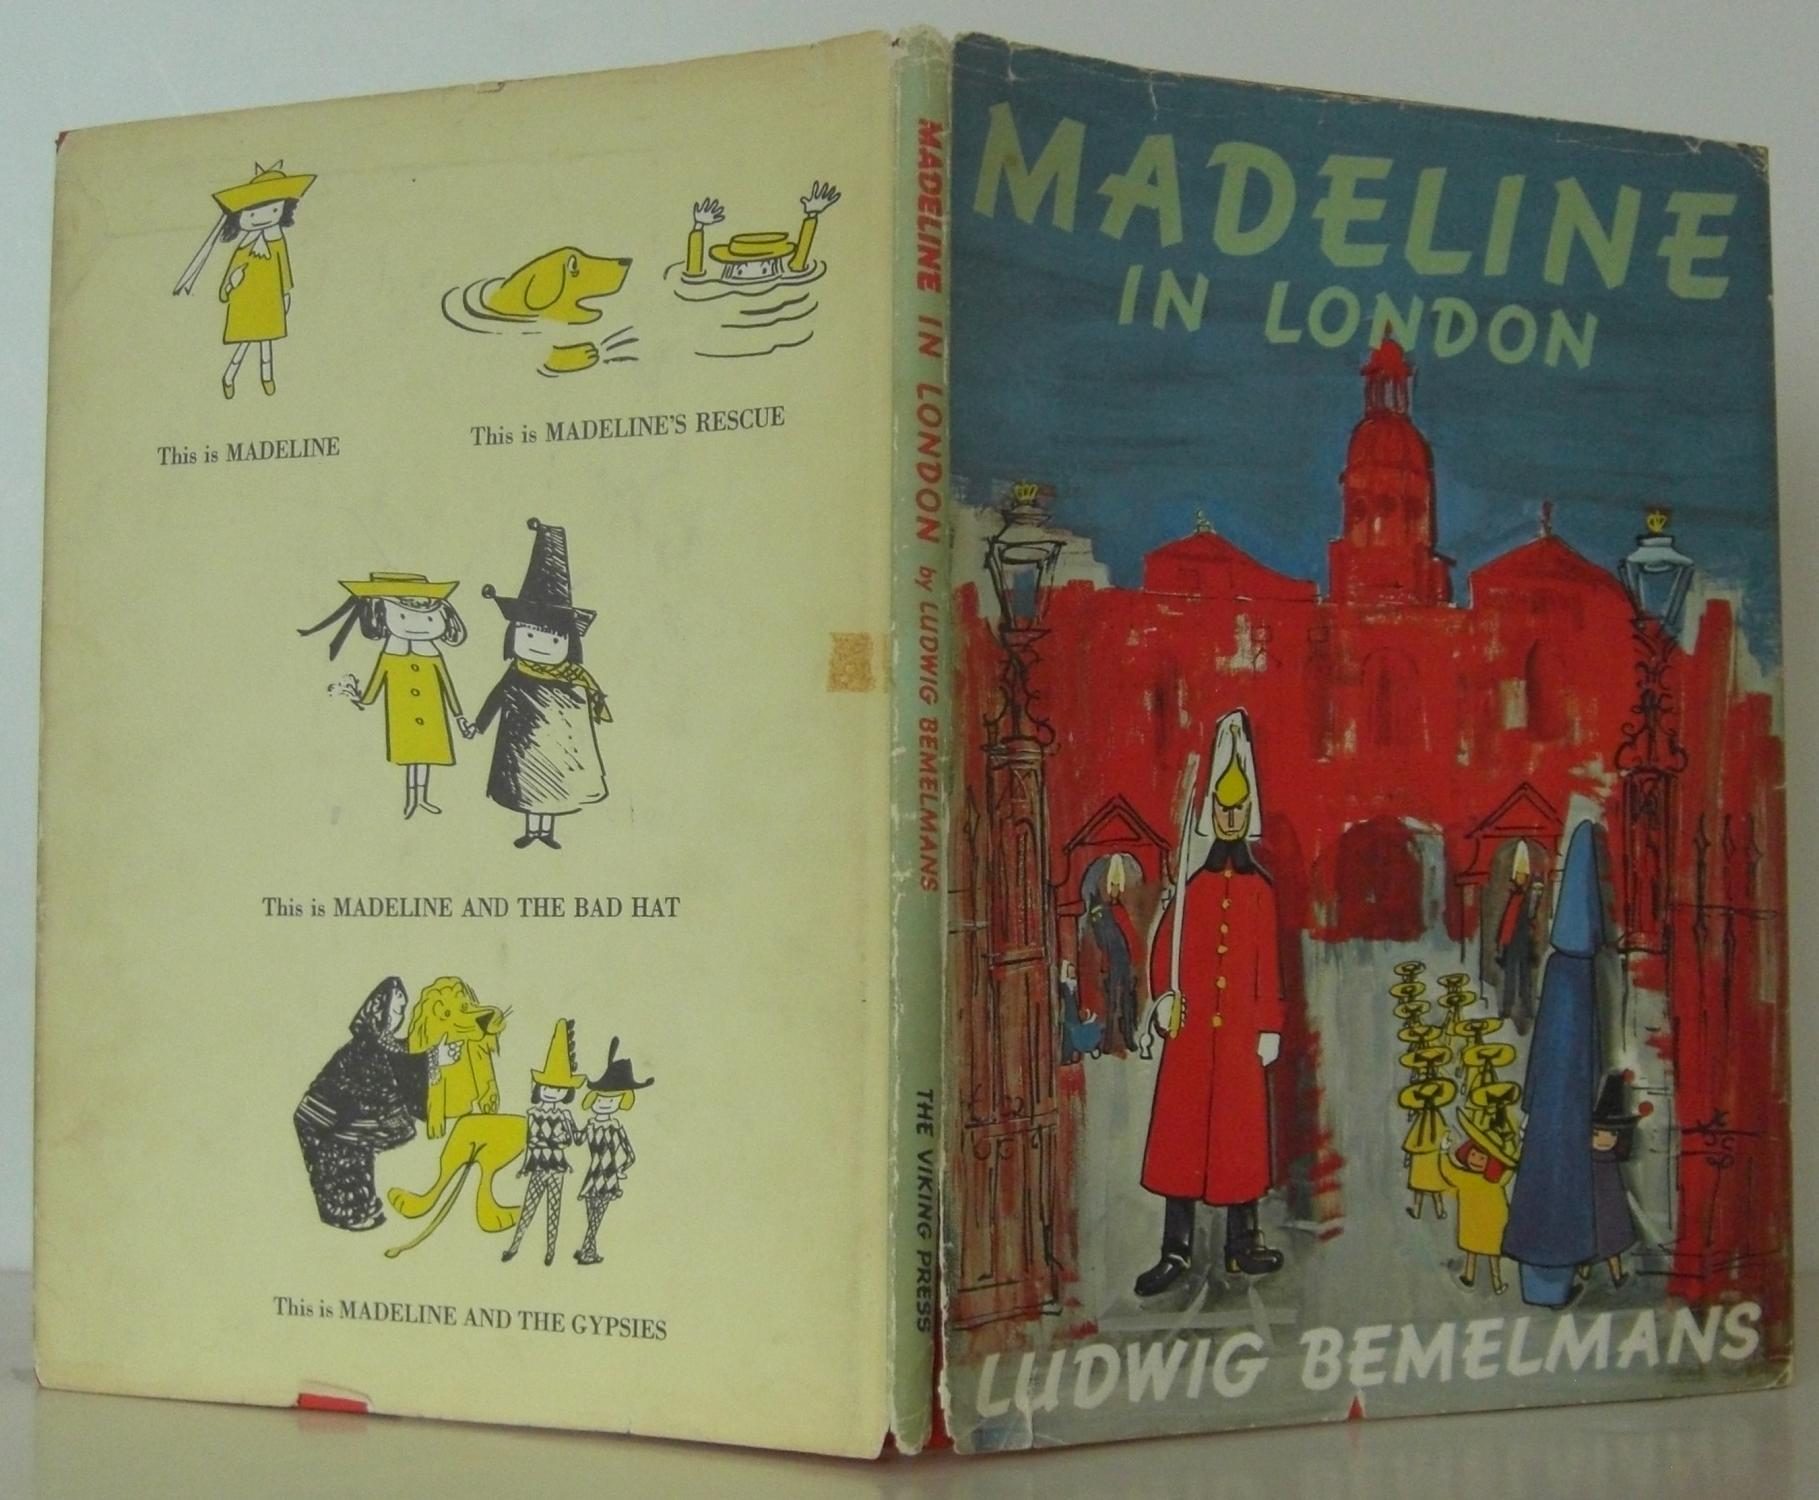 This is MADELINE
This is MADELINE'S RESCUE
This is MADELINE AND THE BAD HAT
This is MADELINE AND THE GYPSIES
MADELINE IN LONDON by LUDWIG BEMELMANS THE VIKING PRESS
MADELINE
IN LONDON
LUDWIG BEMELMANS